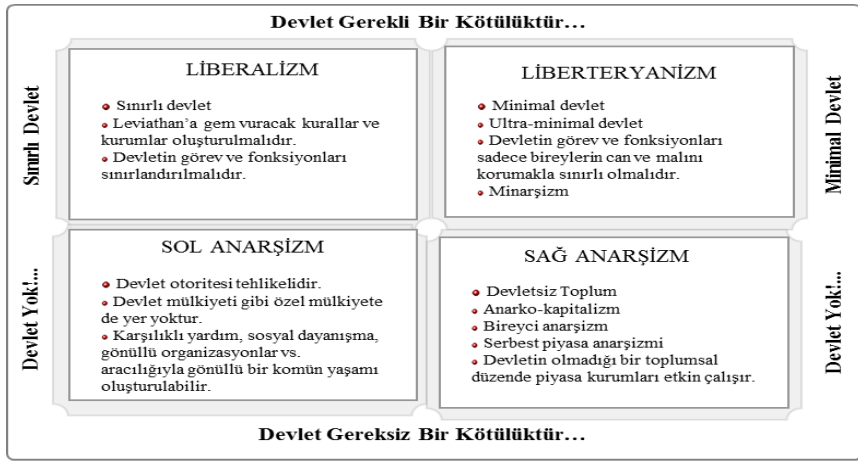 Devlet Gerekli Bir Kötülüktür…
Sınırlı Devlet
LİBERALİZM
Sınırlı devlet
Leviathan’a gem vuracak kurallar ve
kurumlar oluşturulmalıdır.
Devletin görev ve fonksiyonları
sınırlandırılmalıdır.
LİBERTERYANİZM
Minimal devlet
Ultra-minimal devlet
Devletin görev ve fonksiyonları
sadece bireylerin can ve malını
korumakla sınırlı olmalıdır.
Minarşizm
Minimal Devlet
Devlet Yok!...
SOL ANARŞİZM
Devlet otoritesi tehlikelidir.
Devlet mülkiyeti gibi özel mülkiyete
de yer yoktur.
Karşılıklı yardım, sosyal dayanışma,
gönüllü organizasyonlar vs.
aracılığıyla gönüllü bir komün yaşamı
oluşturulabilir.
SAĞ ANARŞİZM
Devletsiz Toplum
Anarko-kapitalizm
Bireyci anarşizm
Serbest piyasa anarşizmi
Devletin olmadığı bir toplumsal
düzende piyasa kurumları etkin çalışır.
Devlet Yok!...
Devlet Gereksiz Bir Kötülüktür…